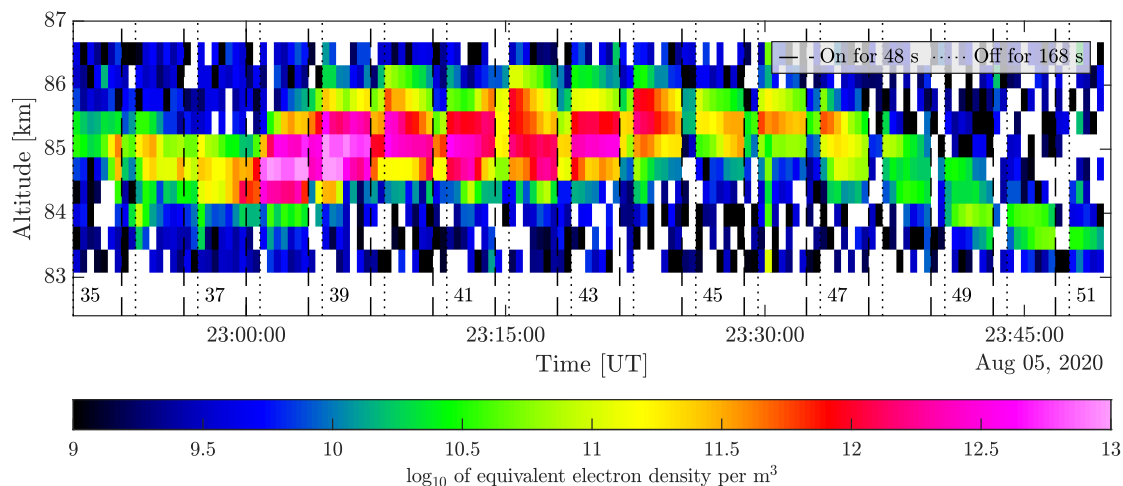 87
86
85
84
83
Altitude [km]
On for 48 s Off for 168 s
35 37 39 41 43 45 47 49 51
23:00:00 23:15:00 23:30:00 23:45:00
Time [UT]
Aug 05, 2020
9 9.5 10 10.5 11 11.5 12 12.5 13
log₁₀ of equivalent electron density per m³